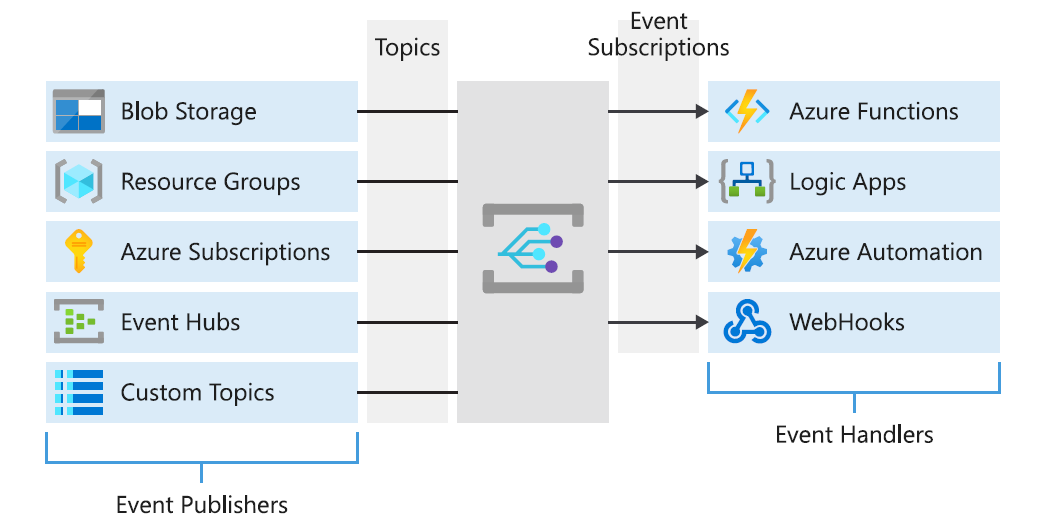 Topics
Event
Subscriptions
Blob Storage
Resource Groups
Azure Subscriptions
Event Hubs
Custom Topics
Event Publishers
Azure Functions
Logic Apps
Azure Automation
WebHooks
Event Handlers